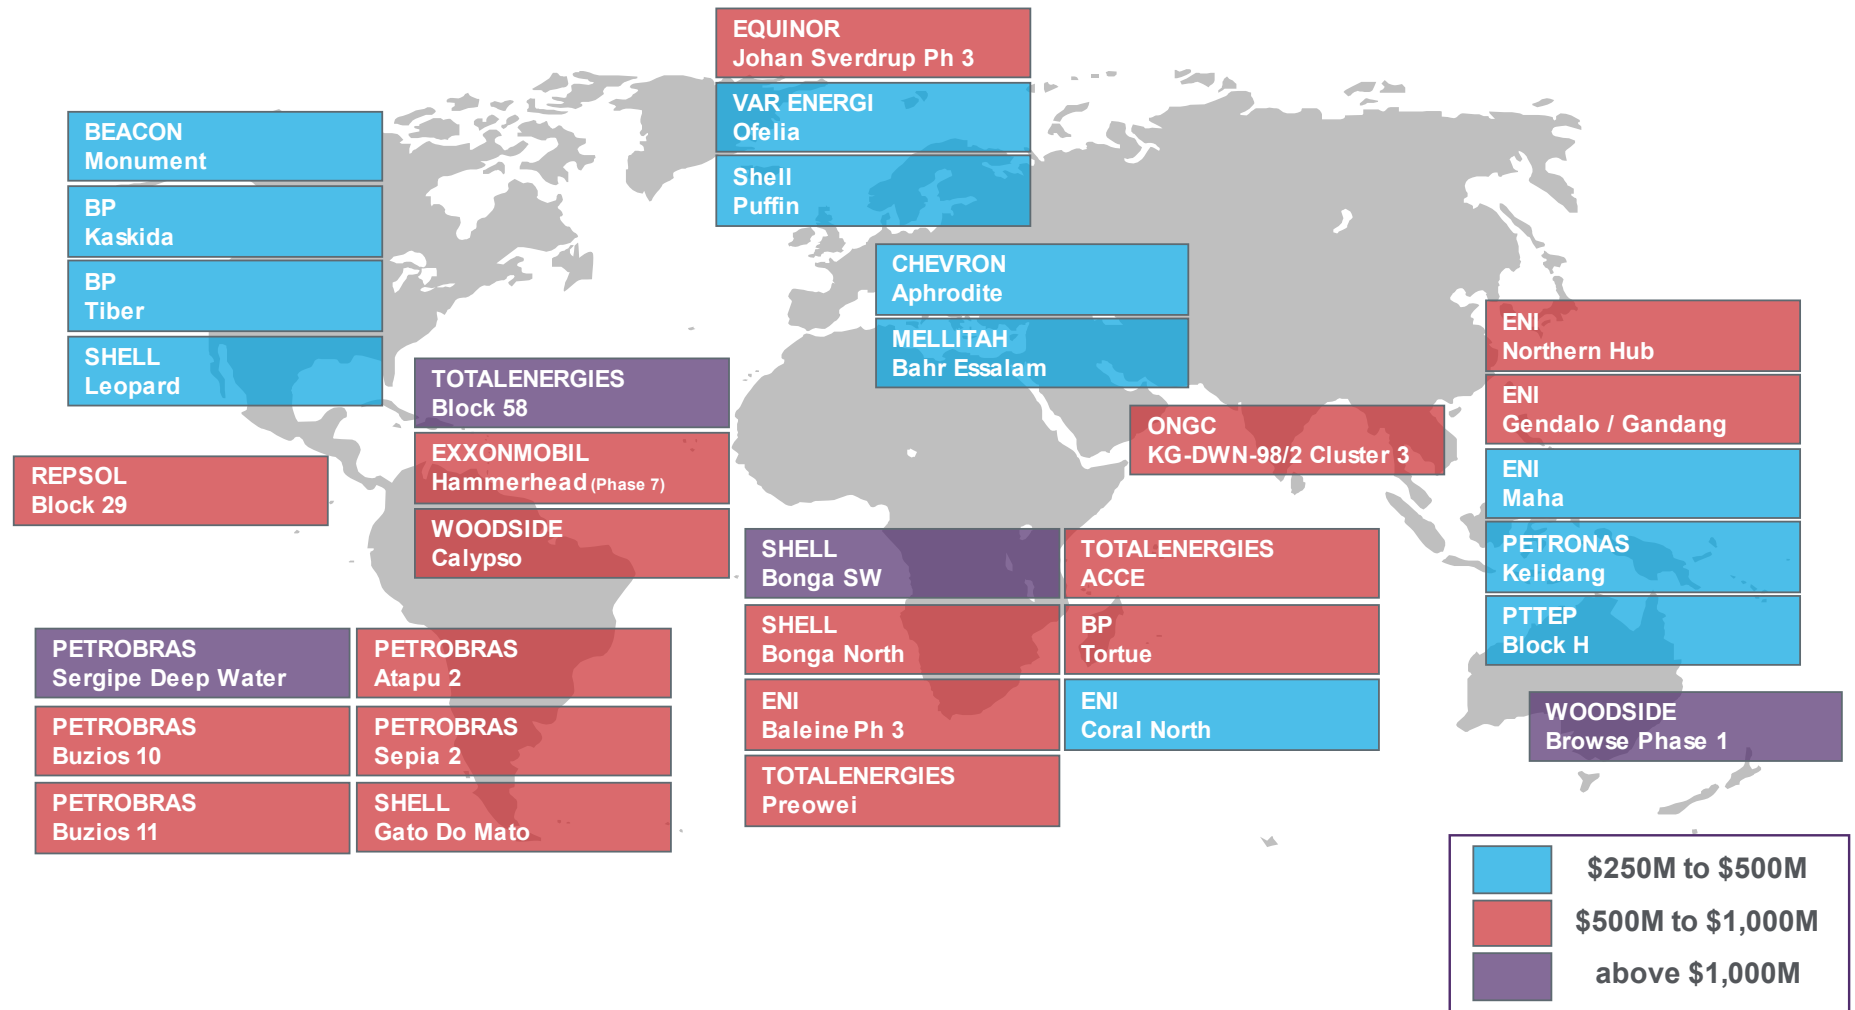 EQUINOR
Johan Sverdrup Ph 3
VAR ENERGI
Ofelia
Shell
Puffin
BEACON
Monument
BP
Kaskida
BP
Tiber
SHELL
Leopard
CHEVRON
Aphrodite
MELLITAH
Bahr Essalam
TOTALENERGIES
Block 58
EXXONMOBIL
Hammerhead (Phase 7)
WOODSIDE
Calypso
REPSOL
Block 29
ONGC
KG-DWN-98/2 Cluster 3
ENI
Northern Hub
ENI
Gendalo / Gandang
ENI
Maha
PETRONAS
Kelidang
PTTEP
Block H
WOODSIDE
Browse Phase 1
SHELL
Bonga SW
SHELL
Bonga North
ENI
Baleine Ph 3
TOTALENERGIES
Preowei
TOTALENERGIES
ACCE
BP
Tortue
ENI
Coral North
PETROBRAS
Sergipe Deep Water
PETROBRAS
Buzios 10
PETROBRAS
Buzios 11
PETROBRAS
Atapu 2
PETROBRAS
Sepia 2
SHELL
Gato Do Mato
$250M to $500M
$500M to $1,000M
above $1,000M